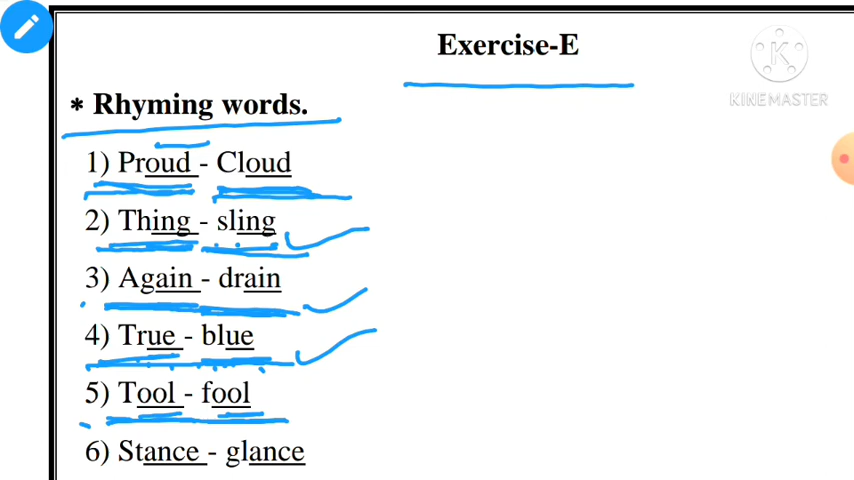 Exercise-E
* Rhyming words.
1) Proud - Cloud
2) Thing - sling
3) Again - drain
4) True - blue
5) Tool - fool
6) Stance - glance
KINEMASTER